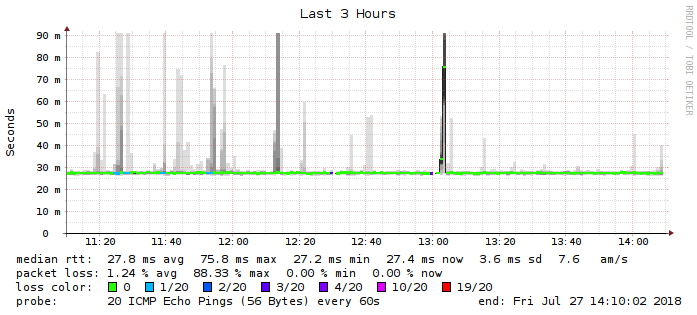 Last 3 Hours
RRDTOOL / TOBI OETIKER
Seconds
90 m
80 m
70 m
60 m
50 m
40 m
30 m
20 m
10 m
0
11:20 11:40 12:00 12:20 12:40 13:00 13:20 13:40 14:00
median rtt: 27.8 ms avg 75.8 ms max 27.2 ms min 27.4 ms now 3.6 ms sd 7.6 am/s
packet loss: 1.24 % avg 88.33 % max 0.00 % min 0.00 % now
loss color: 0 1/20 2/20 3/20 4/20 10/20 19/20
probe: 20 ICMP Echo Pings (56 Bytes) every 60s end: Fri Jul 27 14:10:02 2018